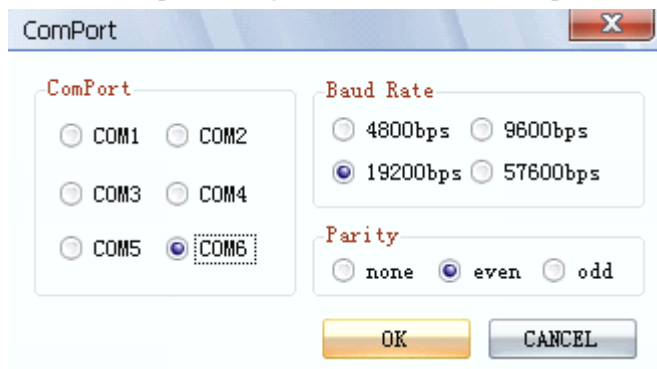 ComPort
ComPort
COM1 COM2
COM3 COM4
COM5 COM6
Baud Rate
4800bps 9600bps
19200bps 57600bps
Parity
none even odd
OK CANCEL